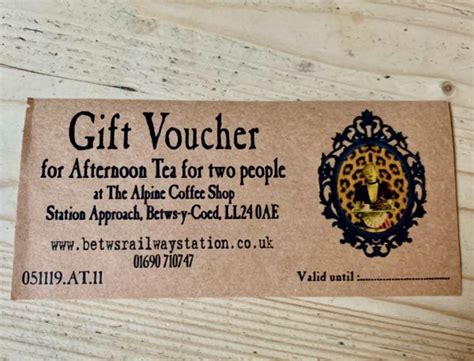 Gift Voucher
for Afternoon Tea for two people
at The Alpine Coffee Shop
Station Approach, Betws-y-Coed, LL24 0AE
www.betwsrailwaystation.co.uk
01690 710747
051119.AT.11
Valid until :